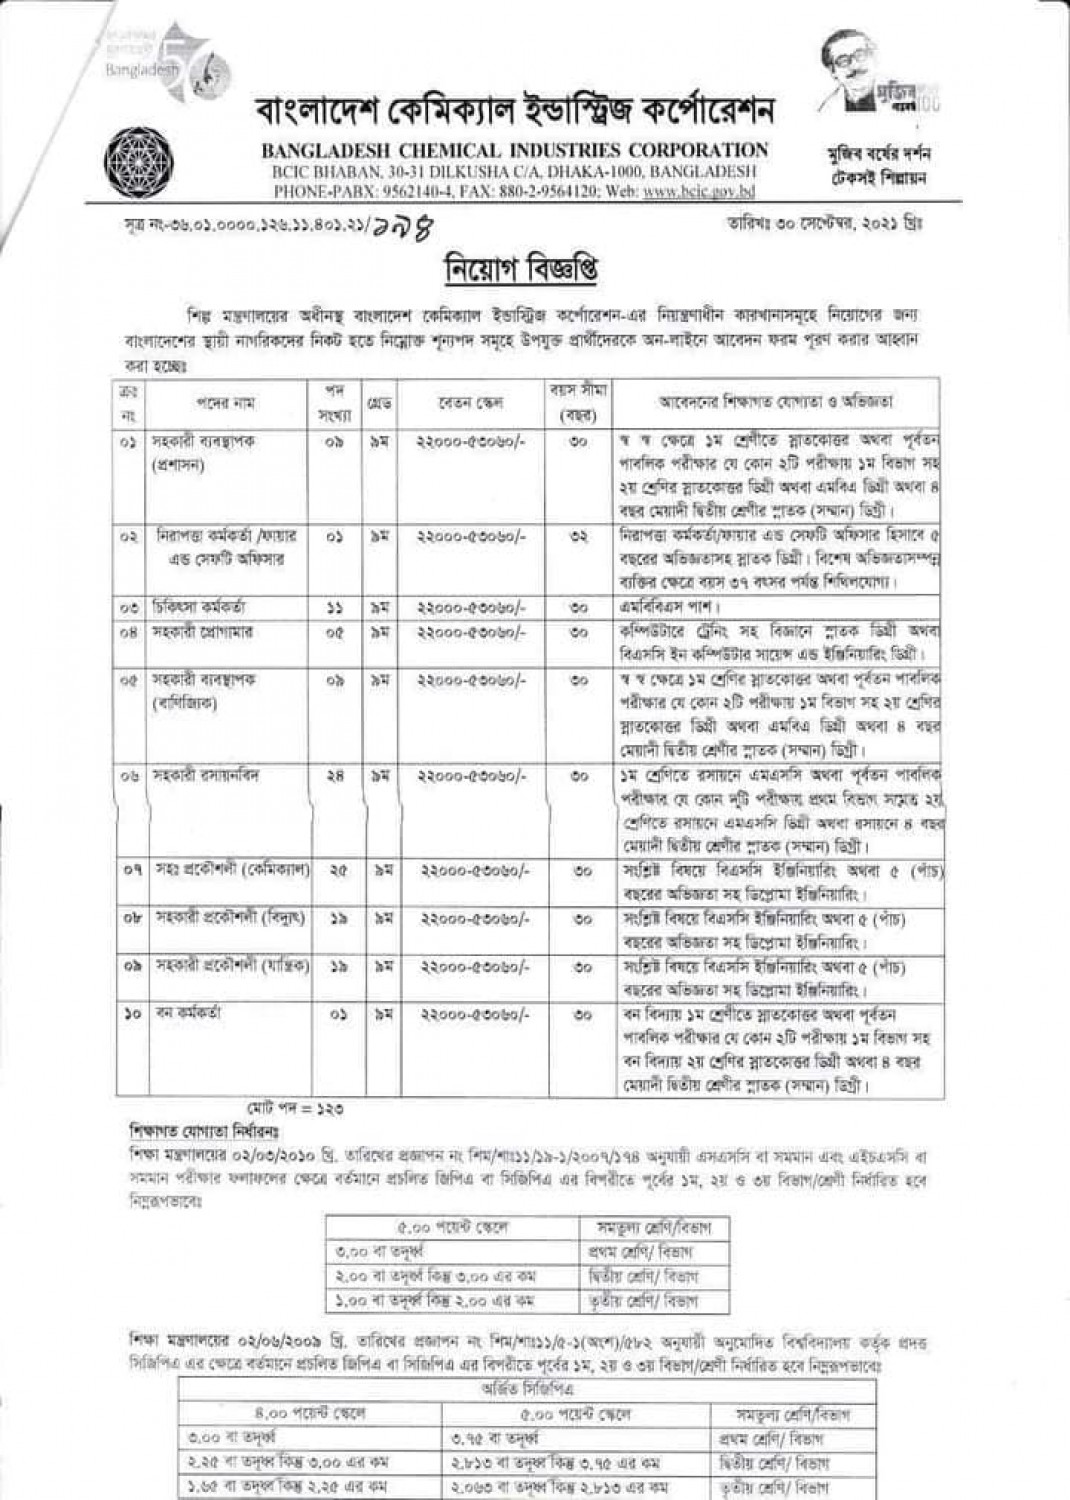 Bangladesh 50
মুজিব
শতবর্ষ 100
বাংলাদেশ কেমিক্যাল ইন্ডাস্ট্রিজ কর্পোরেশন
BANGLADESH CHEMICAL INDUSTRIES CORPORATION
BCIC BHABAN, 30-31 DILKUSHA C/A, DHAKA-1000, BANGLADESH
PHONE-PABX: 9562140-4, FAX: 880-2-9564120; Web: www.bcic.gov.bd
মুজিব বর্ষের দর্শন
টেকসই শিল্পায়ন
সূত্র নং-৩৬.০১.০০০০.১২৬.১১.৪০১.২১/১৯৪ তারিখঃ ৩০ সেপ্টেম্বর, ২০২১ খ্রিঃ
নিয়োগ বিজ্ঞপ্তি
শিল্প মন্ত্রণালয়ের অধীনস্থ বাংলাদেশ কেমিক্যাল ইন্ডাস্ট্রিজ কর্পোরেশন-এর নিয়ন্ত্রণাধীন কারখানাসমূহে নিয়োগের জন্য
বাংলাদেশের স্থায়ী নাগরিকদের নিকট হতে নিম্নোক্ত শূন্যপদ সমূহে উপযুক্ত প্রার্থীদেরকে অন-লাইনে আবেদন ফরম পূরণ করার আহবান
করা হচ্ছেঃ
ক্রঃ নং পদের নাম পদ সংখ্যা গ্রেড বেতন স্কেল বয়স সীমা (বছর) আবেদনের শিক্ষাগত যোগ্যতা ও অভিজ্ঞতা
০১ সহকারী ব্যবস্থাপক ০৯ ৯ম ২২০০০-৫৩০৬০/- ৩০ স্ব স্ব ক্ষেত্রে ১ম শ্রেণীতে স্নাতকোত্তর অথবা পূর্বতন
(প্রশাসন) পাবলিক পরীক্ষার যে কোন ২টি পরীক্ষায় ১ম বিভাগ সহ
২য় শ্রেণির স্নাতকোত্তর ডিগ্রী অথবা এমবিএ ডিগ্রী অথবা ৪
বছর মেয়াদী দ্বিতীয় শ্রেণীর স্নাতক (সম্মান) ডিগ্রী।
০২ নিরাপত্তা কর্মকর্তা /ফায়ার ০১ ৯ম ২২০০০-৫৩০৬০/- ৩২ নিরাপত্তা কর্মকর্তা/ফায়ার এন্ড সেফটি অফিসার হিসাবে ৫
এন্ড সেফটি অফিসার বছরের অভিজ্ঞতাসহ স্নাতক ডিগ্রী। বিশেষ অভিজ্ঞতাসম্পন্ন
ব্যক্তির ক্ষেত্রে বয়স ৩৭ বৎসর পর্যন্ত শিথিলযোগ্য।
০৩ চিকিৎসা কর্মকর্তা ১১ ৯ম ২২০০০-৫৩০৬০/- ৩০ এমবিবিএস পাশ।
০৪ সহকারী প্রোগামার ০৫ ৯ম ২২০০০-৫৩০৬০/- ৩০ কম্পিউটারে ট্রেনিং সহ বিজ্ঞানে স্নাতক ডিগ্রী অথবা
বিএসসি ইন কম্পিউটার সায়েন্স এন্ড ইঞ্জিনিয়ারিং ডিগ্রী।
০৫ সহকারী ব্যবস্থাপক ০৯ ৯ম ২২০০০-৫৩০৬০/- ৩০ স্ব স্ব ক্ষেত্রে ১ম শ্রেণির স্নাতকোত্তর অথবা পূর্বতন পাবলিক
(বাণিজ্যিক) পরীক্ষার যে কোন ২টি পরীক্ষায় ১ম বিভাগ সহ ২য় শ্রেণির
স্নাতকোত্তর ডিগ্রী অথবা এমবিএ ডিগ্রী অথবা ৪ বছর
মেয়াদী দ্বিতীয় শ্রেণীর স্নাতক (সম্মান) ডিগ্রী।
০৬ সহকারী রসায়নবিদ ২৪ ৯ম ২২০০০-৫৩০৬০/- ৩০ ১ম শ্রেণিতে রসায়নে এমএসসি অথবা পূর্বতন পাবলিক
পরীক্ষার যে কোন দুটি পরীক্ষায় প্রথম বিভাগ সমেত ২য়
শ্রেণিতে রসায়নে এমএসসি ডিগ্রী অথবা রসায়নে ৪ বছর
মেয়াদী দ্বিতীয় শ্রেণীর স্নাতক (সম্মান) ডিগ্রী।
০৭ সহঃ প্রকৌশলী (কেমিক্যাল) ২৫ ৯ম ২২০০০-৫৩০৬০/- ৩০ সংশ্লিষ্ট বিষয়ে বিএসসি ইঞ্জিনিয়ারিং অথবা ৫ (পাঁচ)
বছরের অভিজ্ঞতা সহ ডিপ্লোমা ইঞ্জিনিয়ারিং।
০৮ সহকারী প্রকৌশলী (বিদ্যুৎ) ১৯ ৯ম ২২০০০-৫৩০৬০/- ৩০ সংশ্লিষ্ট বিষয়ে বিএসসি ইঞ্জিনিয়ারিং অথবা ৫ (পাঁচ)
বছরের অভিজ্ঞতা সহ ডিপ্লোমা ইঞ্জিনিয়ারিং।
০৯ সহকারী প্রকৌশলী (যান্ত্রিক) ১৯ ৯ম ২২০০০-৫৩০৬০/- ৩০ সংশ্লিষ্ট বিষয়ে বিএসসি ইঞ্জিনিয়ারিং অথবা ৫ (পাঁচ)
বছরের অভিজ্ঞতা সহ ডিপ্লোমা ইঞ্জিনিয়ারিং।
১০ বন কর্মকর্তা ০১ ৯ম ২২০০০-৫৩০৬০/- ৩০ বন বিদ্যায় ১ম শ্রেণীতে স্নাতকোত্তর অথবা পূর্বতন
পাবলিক পরীক্ষার যে কোন ২টি পরীক্ষায় ১ম বিভাগ সহ
বন বিদ্যায় ২য় শ্রেণির স্নাতকোত্তর ডিগ্রী অথবা ৪ বছর
মেয়াদী দ্বিতীয় শ্রেণীর স্নাতক (সম্মান) ডিগ্রী।
মোট পদ = ১২৩
শিক্ষাগত যোগ্যতা নির্ধারনঃ
শিক্ষা মন্ত্রণালয়ের ০২/০৩/২০১০ খ্রি. তারিখের প্রজ্ঞাপন নং শিম/শাঃ১১/১৯-১/২০০৭/১৭৪ অনুযায়ী এসএসসি বা সমমান এবং এইচএসসি বা
সমমান পরীক্ষার ফলাফলের ক্ষেত্রে বর্তমানে প্রচলিত জিপিএ বা সিজিপিএ এর বিপরীতে পূর্বের ১ম, ২য় ও ৩য় বিভাগ/শ্রেণী নির্ধারিত হবে
নিম্নরূপভাবেঃ
৫.০০ পয়েন্ট স্কেলে সমতুল্য শ্রেণি/বিভাগ
৩.০০ বা তদূর্ধ্ব প্রথম শ্রেণি/ বিভাগ
২.০০ বা তদূর্ধ্ব কিন্তু ৩.০০ এর কম দ্বিতীয় শ্রেণি/ বিভাগ
১.০০ বা তদূর্ধ্ব কিন্তু ২.০০ এর কম তৃতীয় শ্রেণি/ বিভাগ
শিক্ষা মন্ত্রণালয়ের ০২/০৬/২০০৯ খ্রি. তারিখের প্রজ্ঞাপন নং শিম/শাঃ১১/৫-১(অংশ)/৫৮২ অনুযায়ী অনুমোদিত বিশ্ববিদ্যালয় কর্তৃক প্রদত্ত
সিজিপিএ এর ক্ষেত্রে বর্তমানে প্রচলিত জিপিএ বা সিজিপিএ এর বিপরীতে পূর্বের ১ম, ২য় ও ৩য় বিভাগ/শ্রেণী নির্ধারিত হবে নিম্নরূপভাবেঃ
অর্জিত সিজিপিএ
৪.০০ পয়েন্ট স্কেলে ৫.০০ পয়েন্ট স্কেলে সমতুল্য শ্রেণি/বিভাগ
৩.০০ বা তদূর্ধ্ব ৩.৭৫ বা তদূর্ধ্ব প্রথম শ্রেণি/ বিভাগ
২.২৫ বা তদূর্ধ্ব কিন্তু ৩.০০ এর কম ২.৮১৩ বা তদূর্ধ্ব কিন্তু ৩.৭৫ এর কম দ্বিতীয় শ্রেণি/ বিভাগ
১.৬৫ বা তদূর্ধ্ব কিন্তু ২.২৫ এর কম ২.০৬৩ বা তদূর্ধ্ব কিন্তু ২.৮১৩ এর কম তৃতীয় শ্রেণি/ বিভাগ